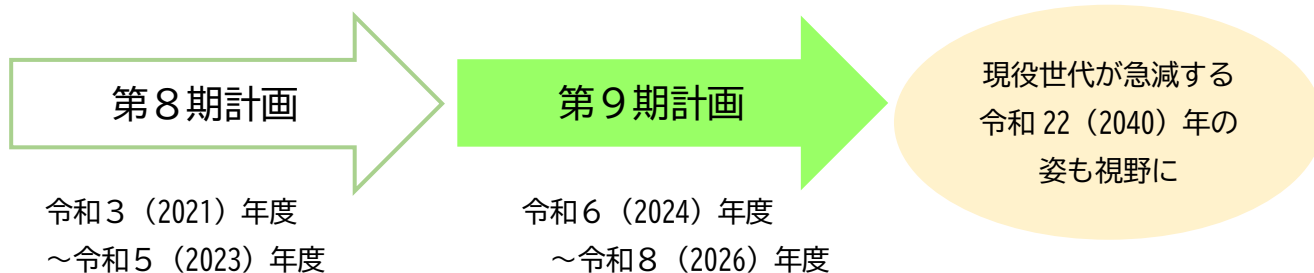 第８期計画
令和３（2021）年度
～令和５（2023）年度
第９期計画
令和６（2024）年度
～令和８（2026）年度
現役世代が急減する
令和 22（2040）年の
姿も視野に